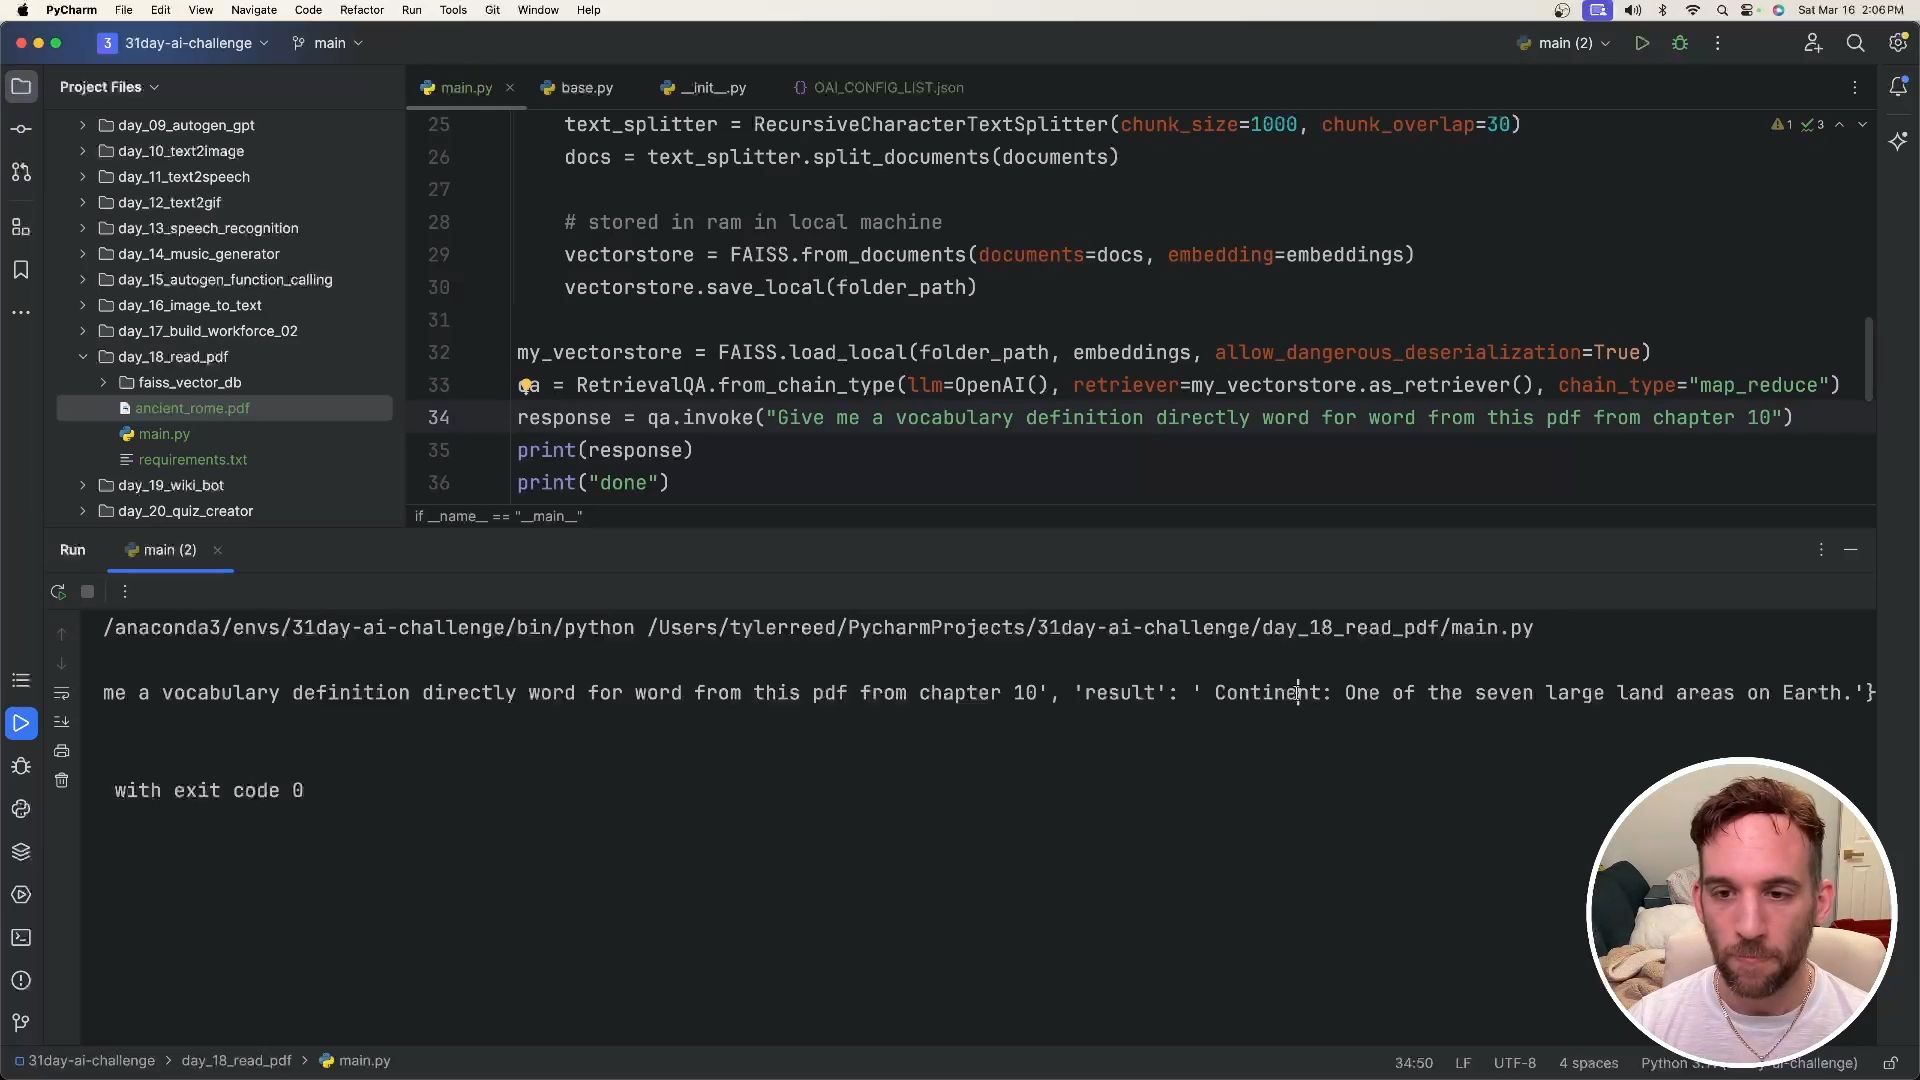 PyCharm File Edit View Navigate Code Refactor Run Tools Git Window Help Sat Mar 16 2:06 PM
3 31day-ai-challenge main main (2)
Project Files
day_09_autogen_gpt
day_10_text2image
day_11_text2speech
day_12_text2gif
day_13_speech_recognition
day_14_music_generator
day_15_autogen_function_calling
day_16_image_to_text
day_17_build_workforce_02
day_18_read_pdf
faiss_vector_db
ancient_rome.pdf
main.py
requirements.txt
day_19_wiki_bot
day_20_quiz_creator
main.py base.py __init__.py {} OAI_CONFIG_LIST.json
1 3
25 text_splitter = RecursiveCharacterTextSplitter(chunk_size=1000, chunk_overlap=30)
26 docs = text_splitter.split_documents(documents)
27
28 # stored in ram in local machine
29 vectorstore = FAISS.from_documents(documents=docs, embedding=embeddings)
30 vectorstore.save_local(folder_path)
31
32 my_vectorstore = FAISS.load_local(folder_path, embeddings, allow_dangerous_deserialization=True)
33 qa = RetrievalQA.from_chain_type(llm=OpenAI(), retriever=my_vectorstore.as_retriever(), chain_type="map_reduce")
34 response = qa.invoke("Give me a vocabulary definition directly word for word from this pdf from chapter 10")
35 print(response)
36 print("done")
if __name__ == "__main__"
Run main (2)
/anaconda3/envs/31day-ai-challenge/bin/python /Users/tylerreed/PycharmProjects/31day-ai-challenge/day_18_read_pdf/main.py
me a vocabulary definition directly word for word from this pdf from chapter 10', 'result': ' Continent: One of the seven large land areas on Earth.'}
with exit code 0
31day-ai-challenge > day_18_read_pdf > main.py
34:50 LF UTF-8 4 spaces Python